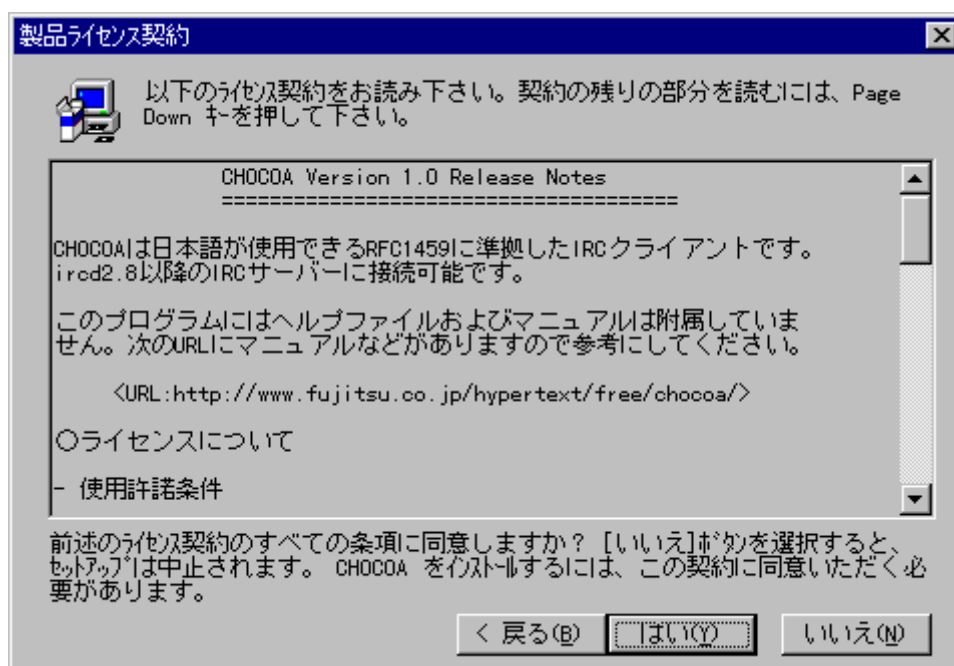 製品ﾗｲｾﾝｽ契約
以下のﾗｲｾﾝｽ契約をお読み下さい。契約の残りの部分を読むには、Page
Down ｷｰを押して下さい。
CHOCOA Version 1.0 Release Notes
======================================
CHOCOAは日本語が使用できるRFC1459に準拠したIRCクライアントです。
ircd2.8以降のIRCサーバーに接続可能です。
このプログラムにはヘルプファイルおよびマニュアルは附属していま
せん。次のURLにマニュアルなどがありますので参考にしてください。
<URL:http://www.fujitsu.co.jp/hypertext/free/chocoa/>
○ライセンスについて
- 使用許諾条件
前述のﾗｲｾﾝｽ契約のすべての条項に同意しますか？ [いいえ]ﾎﾞﾀﾝを選択すると、
ｾｯﾄｱｯﾌﾟは中止されます。 CHOCOA をｲﾝｽﾄｰﾙするには、この契約に同意いただく必
要があります。
< 戻る(B) はい(Y) いいえ(N)